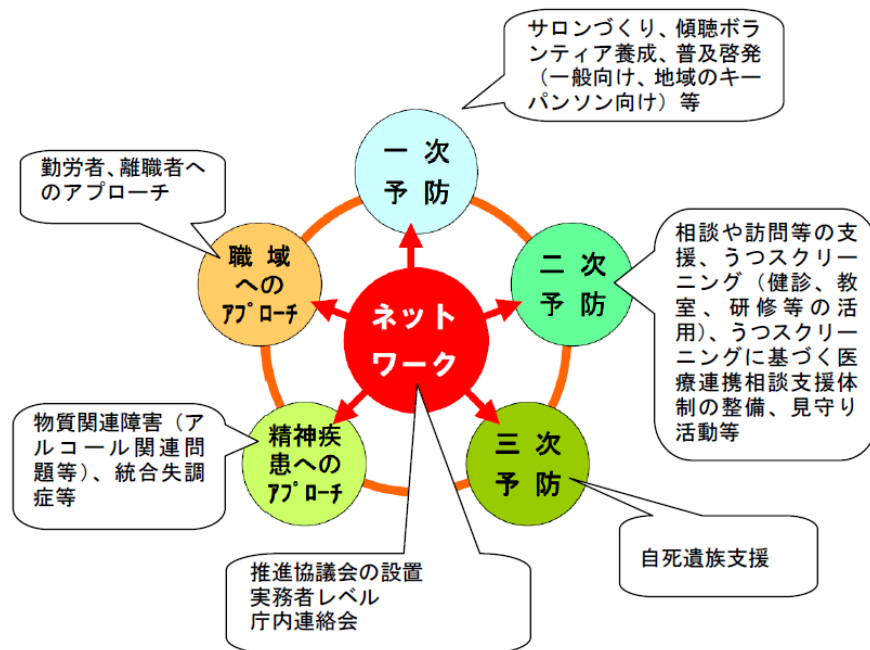 サロンづくり、傾聴ボラ
ンティア養成、普及啓発
（一般向け、地域のキー
パンソン向け）等
一 次
予 防
勤労者、離職者へ
のアプローチ
職 域
への
ｱﾌﾟﾛｰﾁ
二 次
予 防
相談や訪問等の支
援、うつスクリー
ニング（健診、教
室、研修等の活
用）、うつスクリー
ニングに基づく医
療連携相談支援体
制の整備、見守り
活動等
ネット
ワーク
物質関連障害（ア
ルコール関連問
題等）、統合失調
症等
精神疾
患への
ｱﾌﾟﾛｰﾁ
三 次
予 防
推進協議会の設置
実務者レベル
庁内連絡会
自死遺族支援